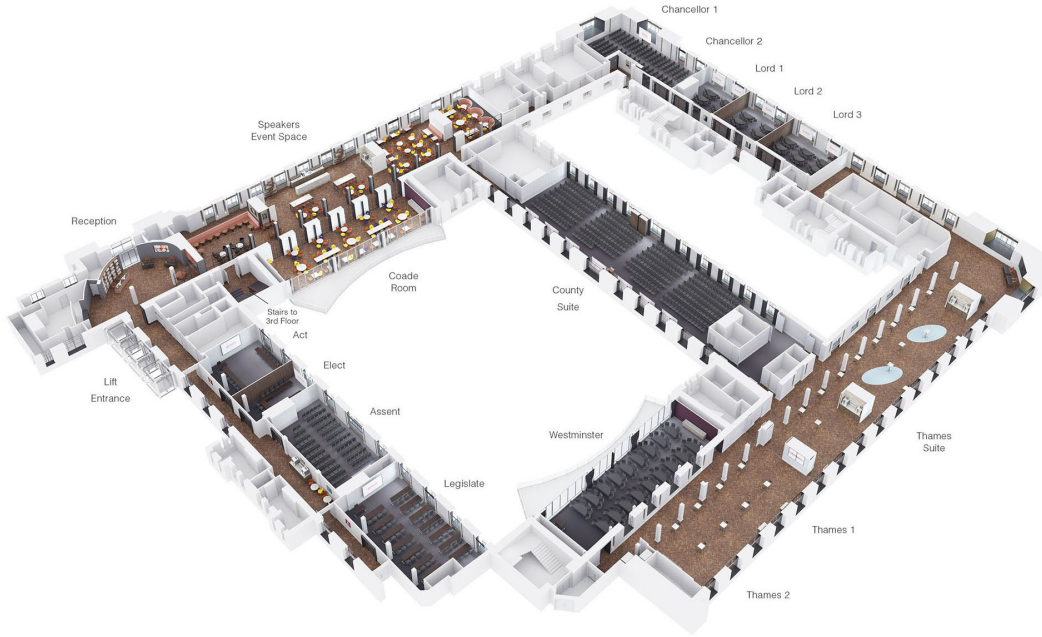 Chancellor 1
Chancellor 2
Lord 1
Lord 2
Lord 3
Speakers
Event Space
Reception
Coade
Room
County
Suite
Stairs to
3rd Floor
Act
Elect
Lift
Entrance
Assent
Westminster
Thames
Suite
Legislate
Thames 1
Thames 2